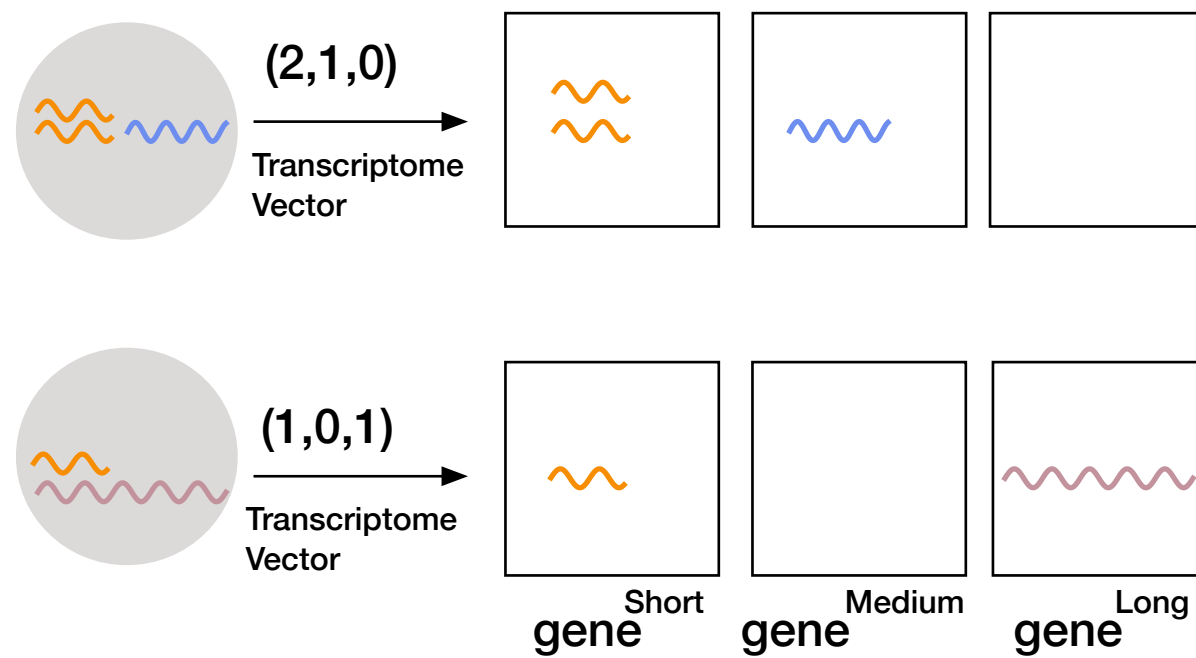 (2,1,0)
Transcriptome
Vector
(1,0,1)
Transcriptome
Vector
gene Short
gene Medium
gene Long